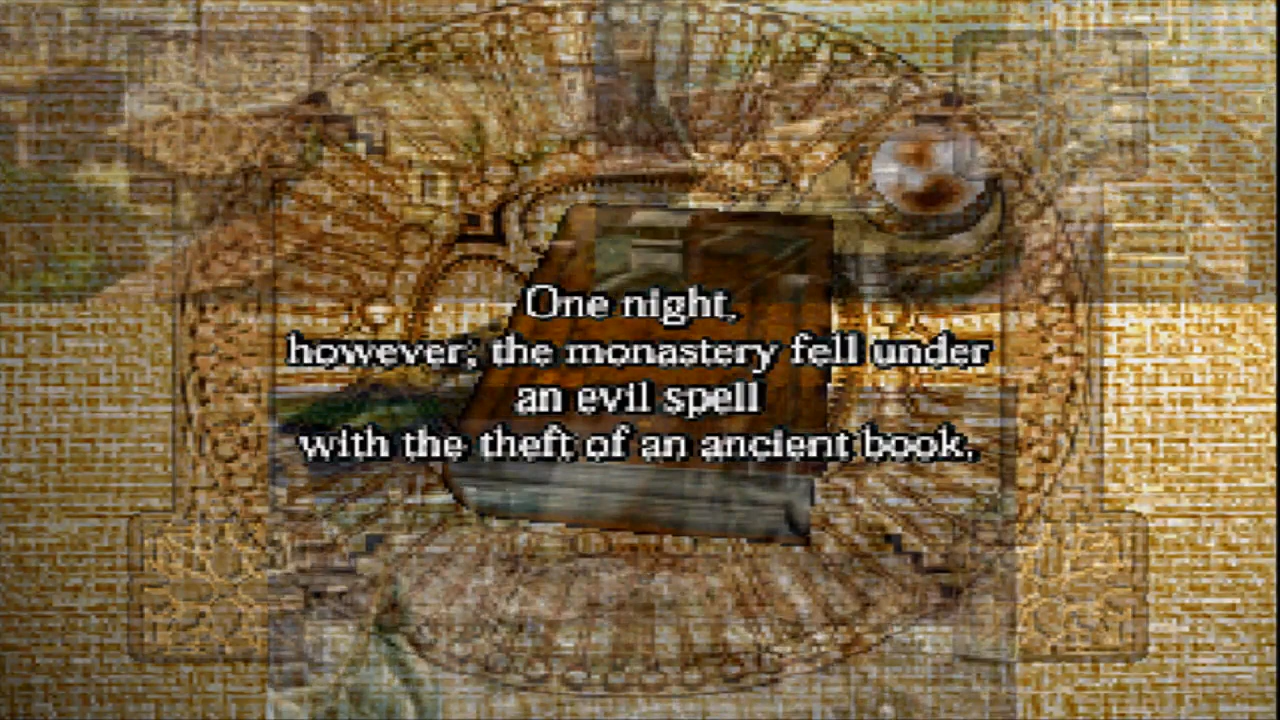 One night,
however, the monastery fell under
an evil spell
with the theft of an ancient book.